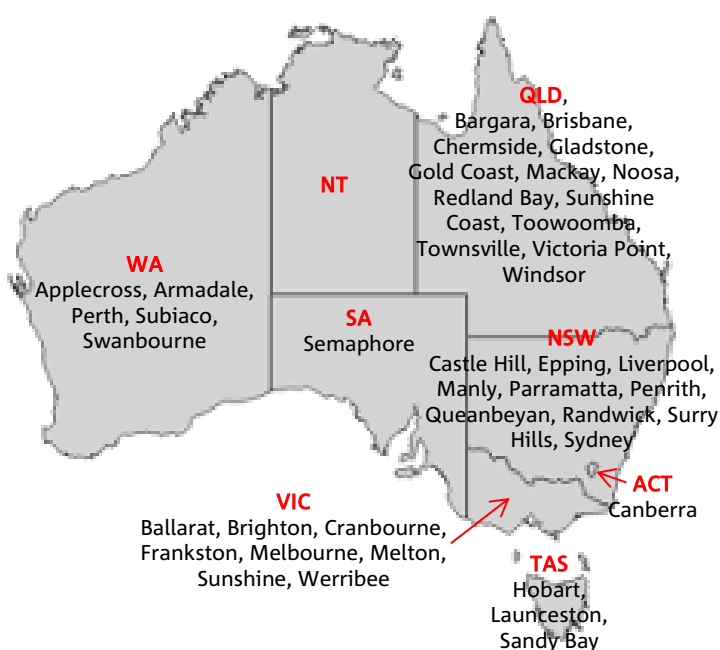 QLD,
Bargara, Brisbane,
Chermside, Gladstone,
Gold Coast, Mackay, Noosa,
Redland Bay, Sunshine
Coast, Toowoomba,
Townsville, Victoria Point,
Windsor
NT
WA
Applecross, Armadale,
Perth, Subiaco,
Swanbourne
SA
Semaphore
NSW
Castle Hill, Epping, Liverpool,
Manly, Parramatta, Penrith,
Queanbeyan, Randwick, Surry
Hills, Sydney
ACT
Canberra
VIC
Ballarat, Brighton, Cranbourne,
Frankston, Melbourne, Melton,
Sunshine, Werribee
TAS
Hobart,
Launceston,
Sandy Bay